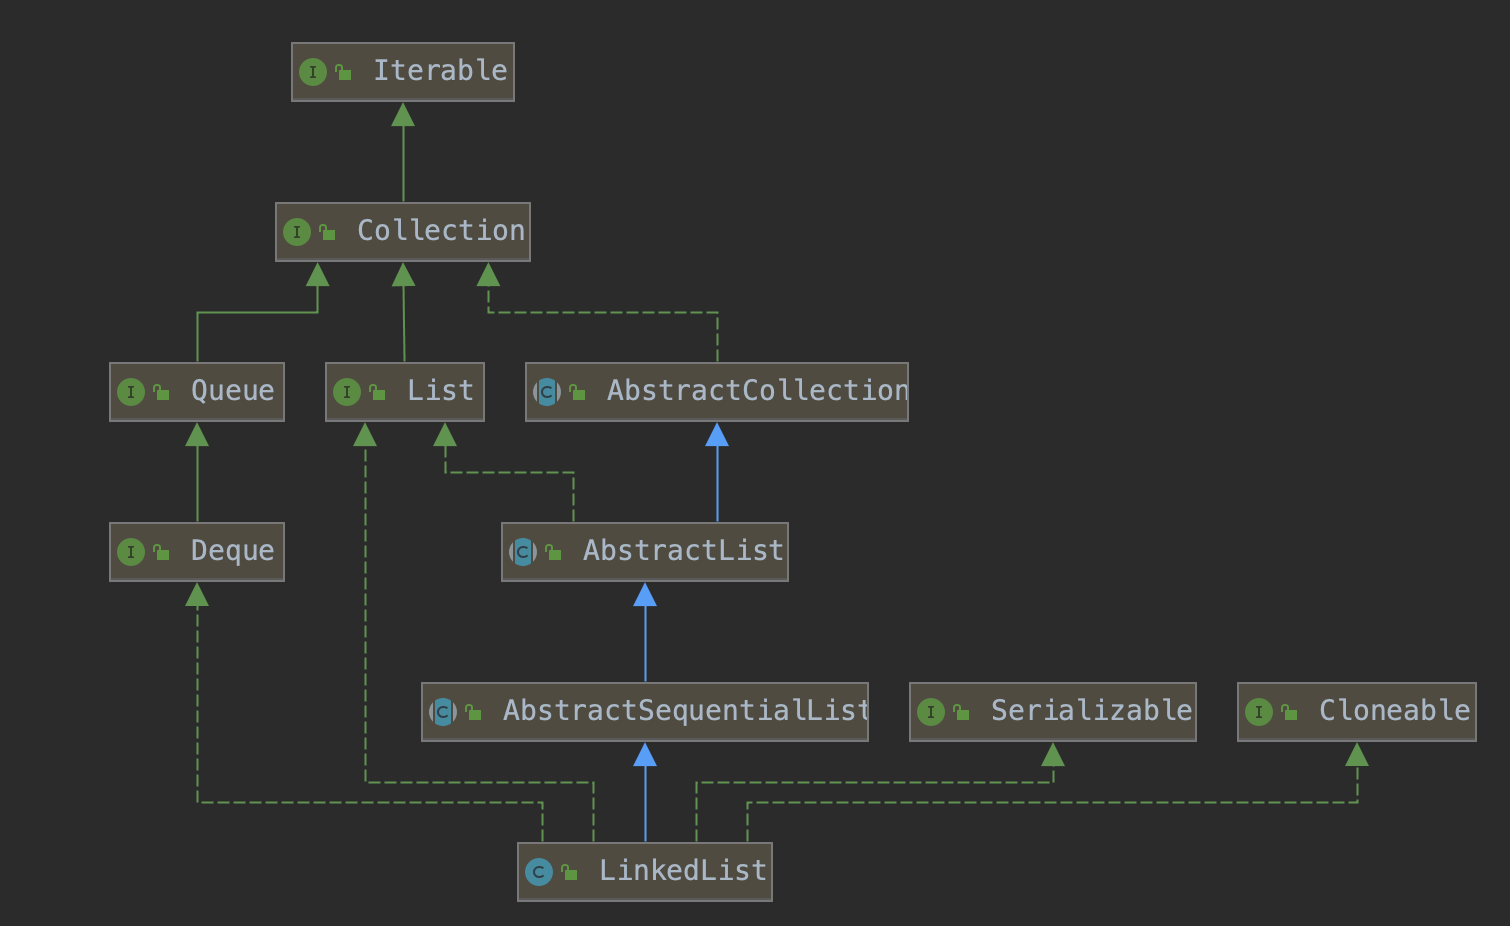 I Iterable
I Collection
I Queue
I List
C AbstractCollection
I Deque
C AbstractList
C AbstractSequentialList
I Serializable
I Cloneable
C LinkedList